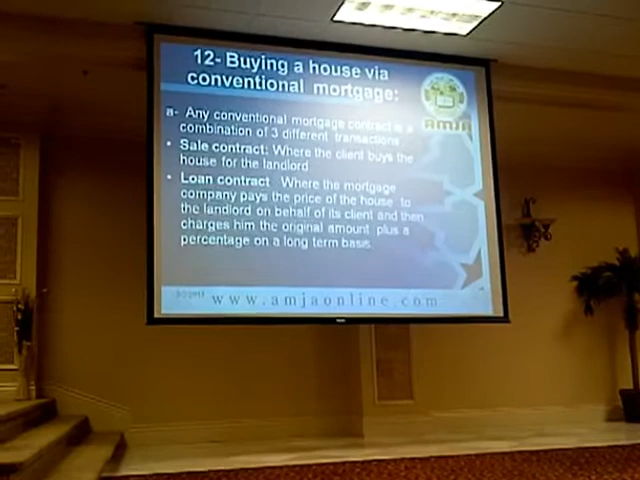 12- Buying a house via
conventional mortgage:
AMJA
a- Any conventional mortgage contract is a
combination of 3 different transactions
• Sale contract: Where the client buys the
house for the landlord
• Loan contract Where the mortgage
company pays the price of the house to
the landlord on behalf of its client and then
charges him the original amount plus a
percentage on a long term basis.
www.amjaonline.com